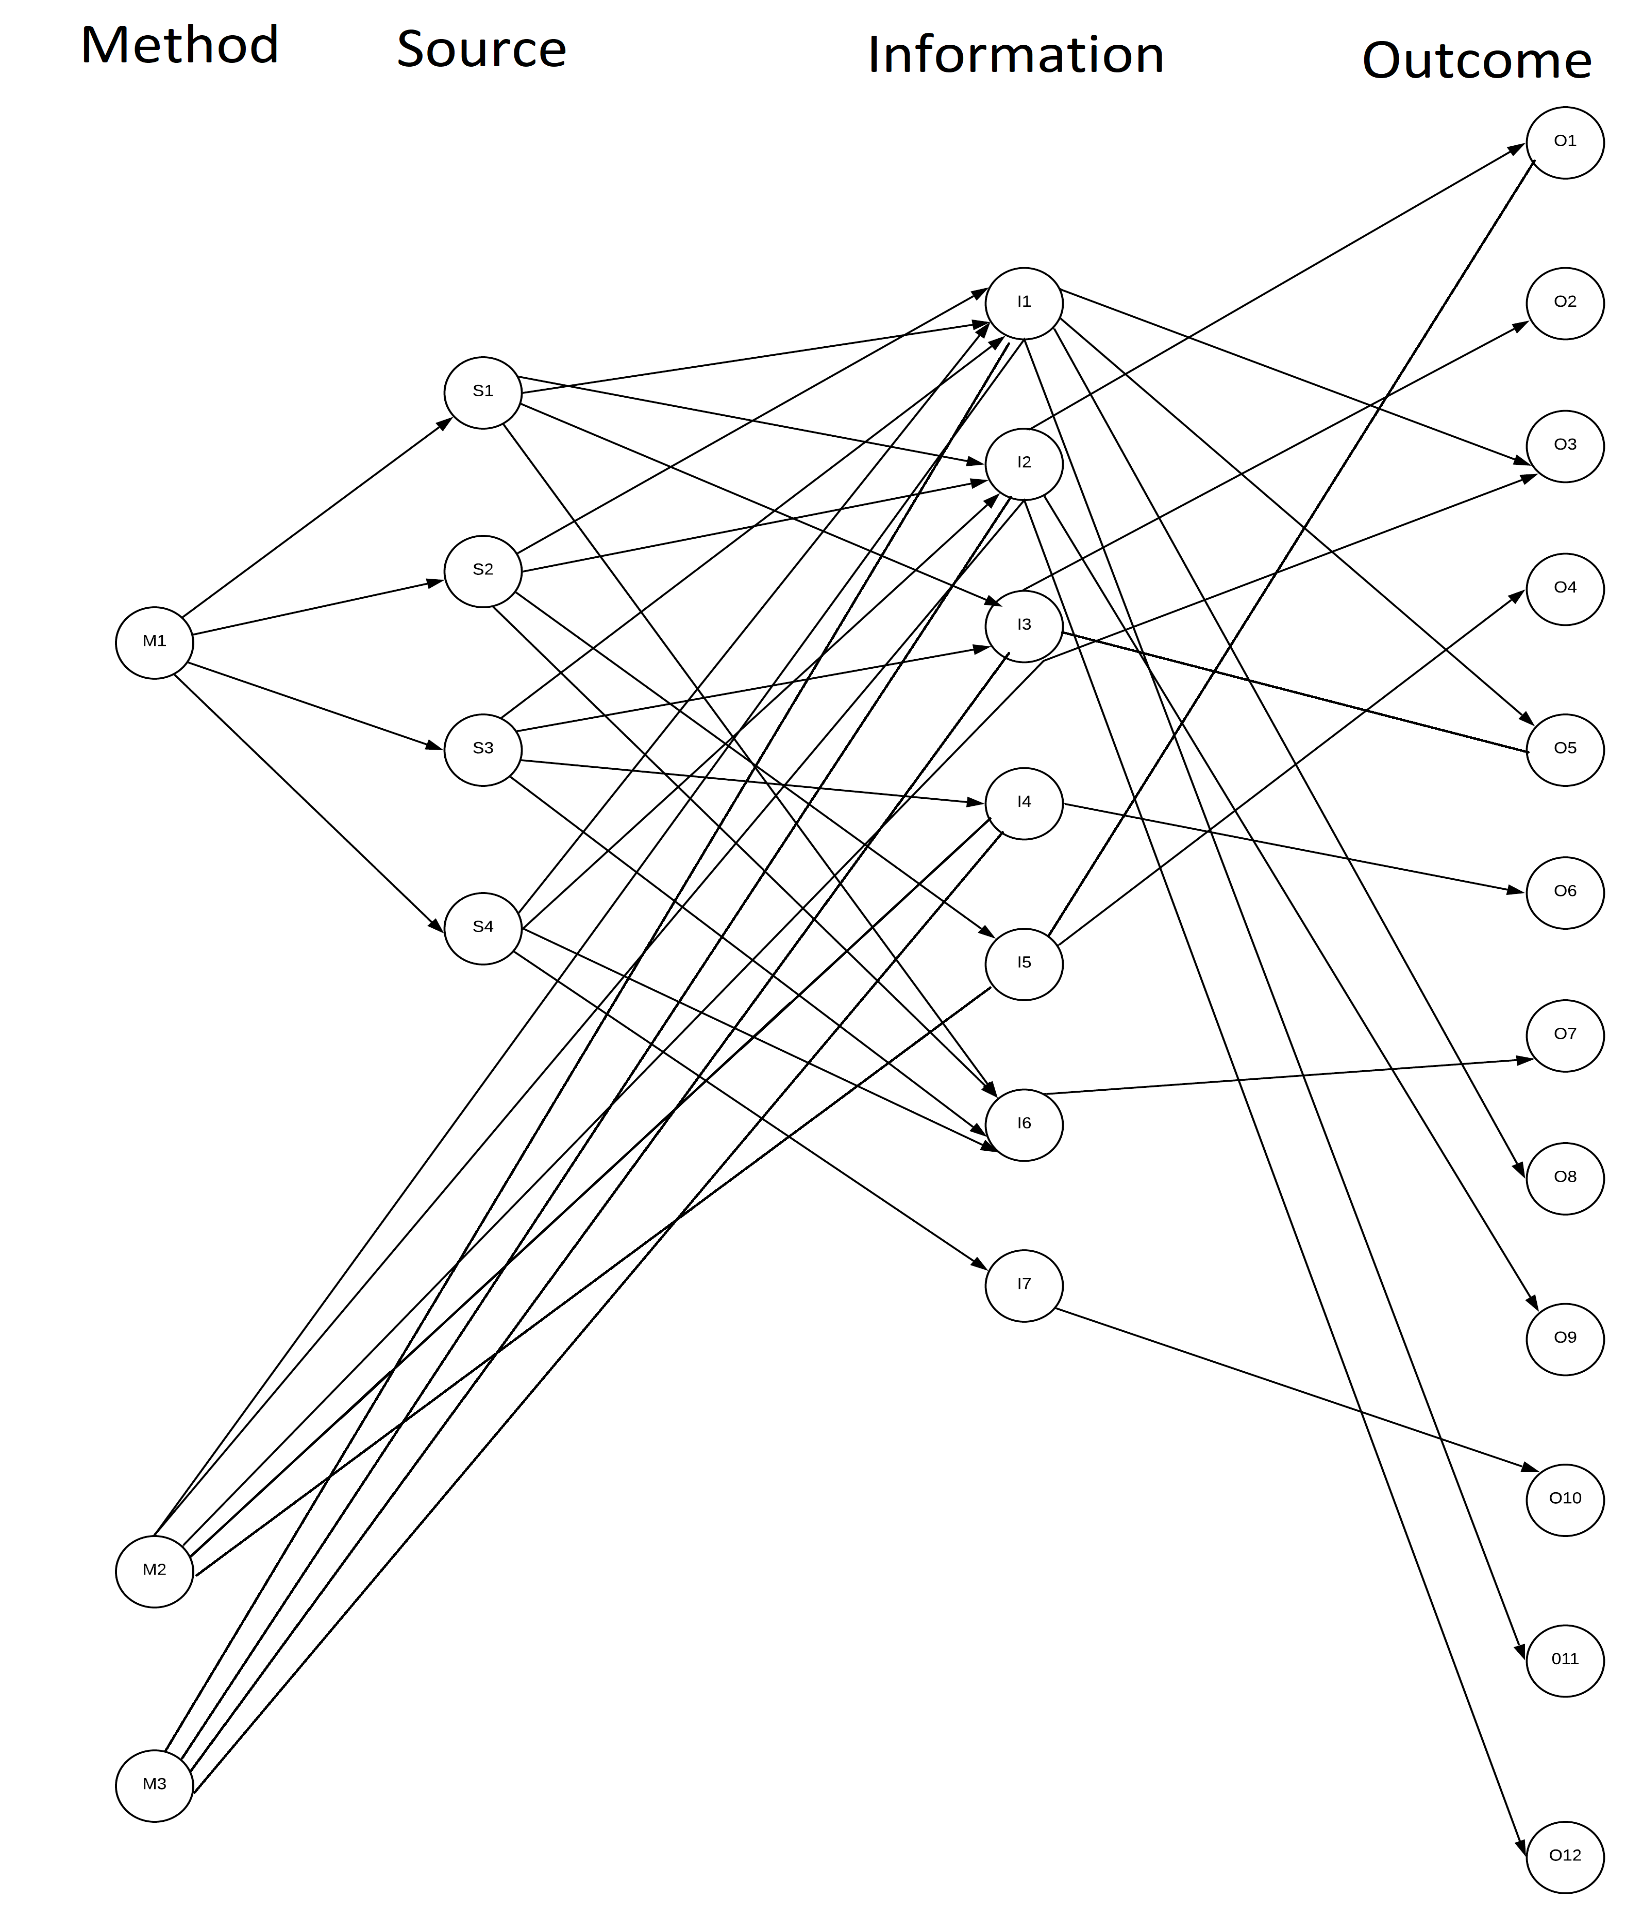 Method
Source
Information
Outcome
O1
I1
O2
S1
O3
I2
S2
O4
I3
M1
S3
O5
I4
O6
S4
I5
O7
I6
O8
I7
O9
O10
M2
011
M3
O12